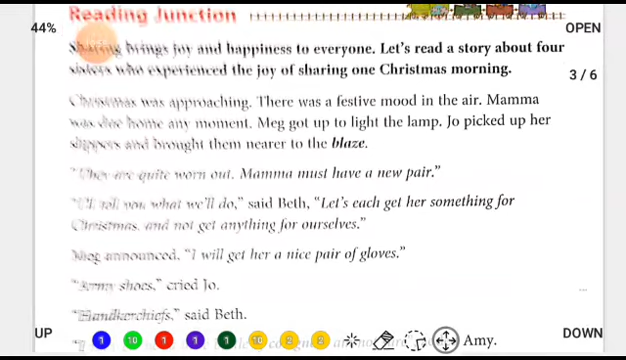 Reading Junction
44%
OPEN
Sharing brings joy and happiness to everyone. Let's read a story about four
sisters who experienced the joy of sharing one Christmas morning.
3 / 6
Christmas was approaching. There was a festive mood in the air. Mamma
was due home any moment. Meg got up to light the lamp. Jo picked up her
slippers and brought them nearer to the blaze.
"They are quite worn out. Mamma must have a new pair."
"I'll tell you what we'll do," said Beth, "Let's each get her something for
Christmas, and not get anything for ourselves."
Meg announced, "I will get her a nice pair of gloves."
"Army shoes," cried Jo.
...
"Handkerchiefs," said Beth.
UP
1 10 1 1 1 10 2 2
Amy.
DOWN